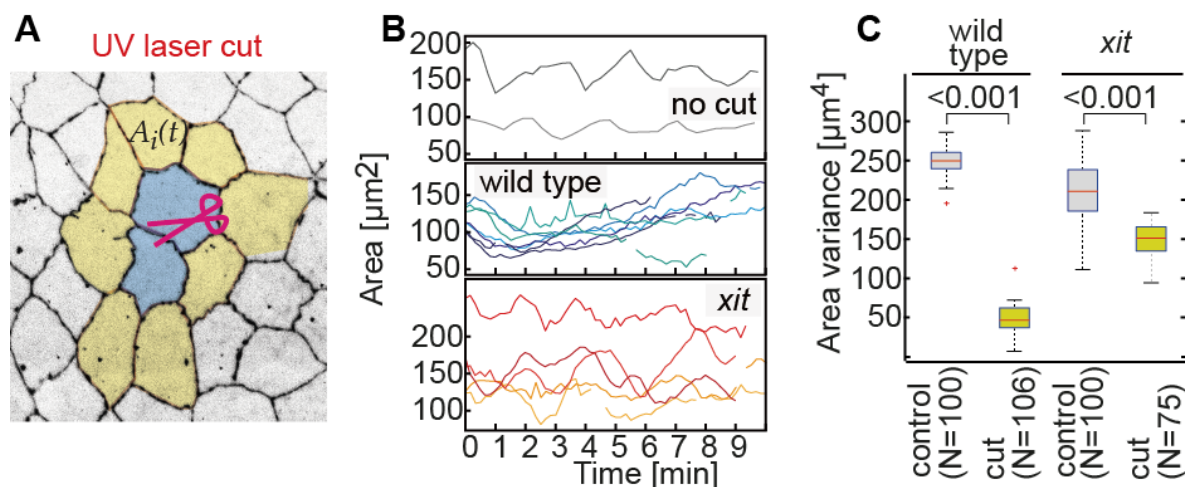 A
UV laser cut
Ai(t)
B
Area [µm2]
200
150
100
50
no cut
150
100
50
wild type
200
150
100
xit
0 1 2 3 4 5 6 7 8 9
Time [min]
C
wild
type
xit
<0.001
<0.001
Area variance [µm⁴]
300
250
200
150
100
50
control
(N=100)
cut
(N=106)
control
(N=100)
cut
(N=75)